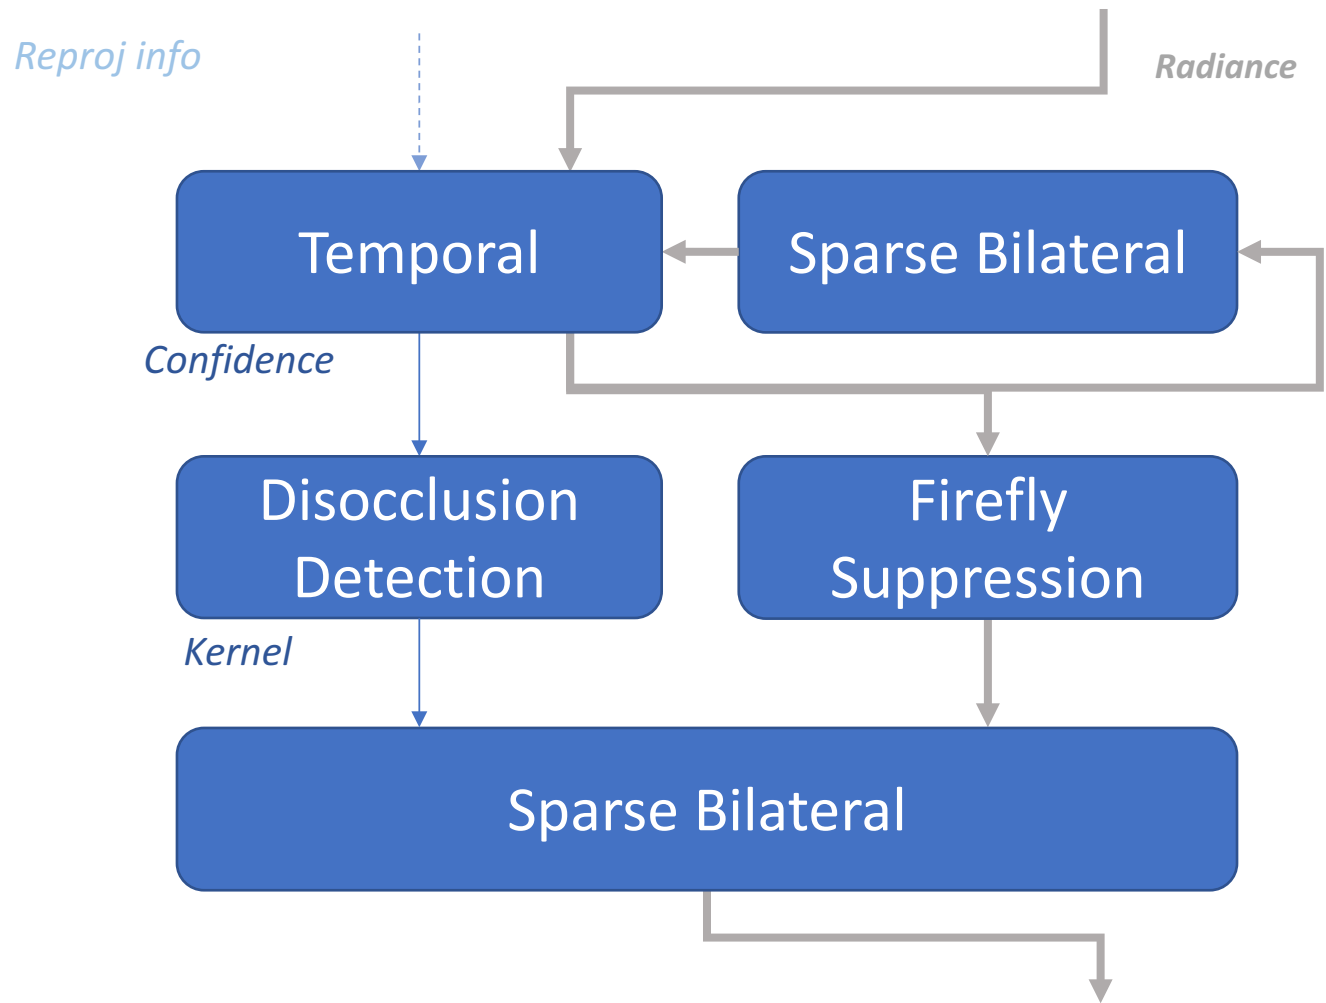 Reproj info
Radiance
Temporal
Sparse Bilateral
Confidence
Disocclusion
Detection
Firefly
Suppression
Kernel
Sparse Bilateral